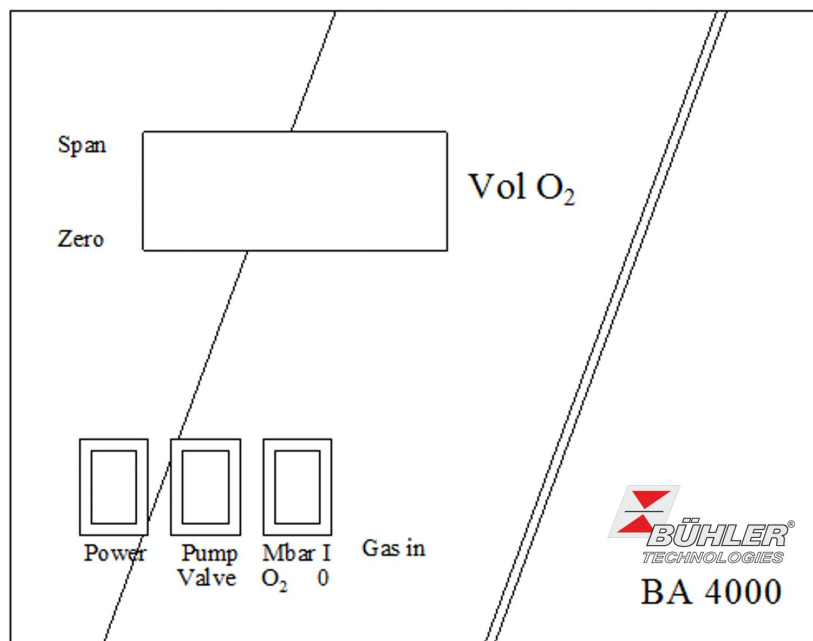 Span
Vol O₂
Zero
Power
Pump
Valve
Mbar I
O₂ 0
Gas in
BÜHLER®
TECHNOLOGIES
BA 4000